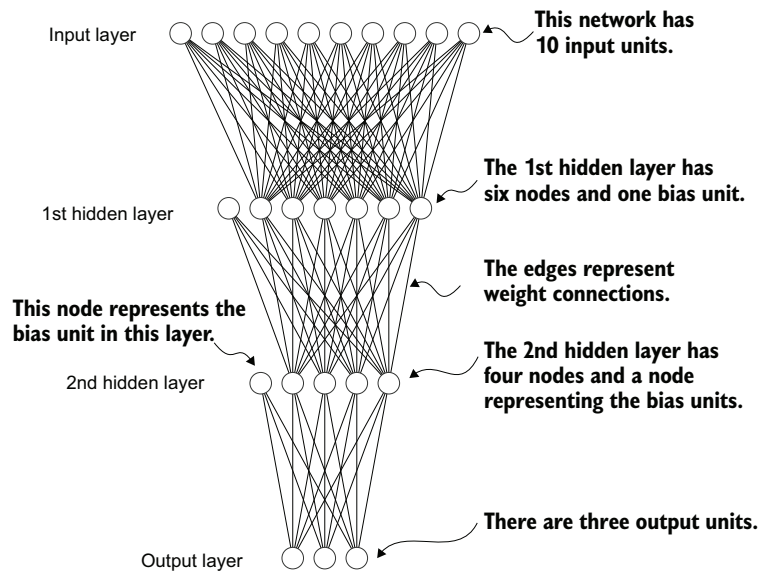 Input layer
This network has
10 input units.
The 1st hidden layer has
six nodes and one bias unit.
1st hidden layer
The edges represent
weight connections.
This node represents the
bias unit in this layer.
The 2nd hidden layer has
four nodes and a node
representing the bias units.
2nd hidden layer
There are three output units.
Output layer